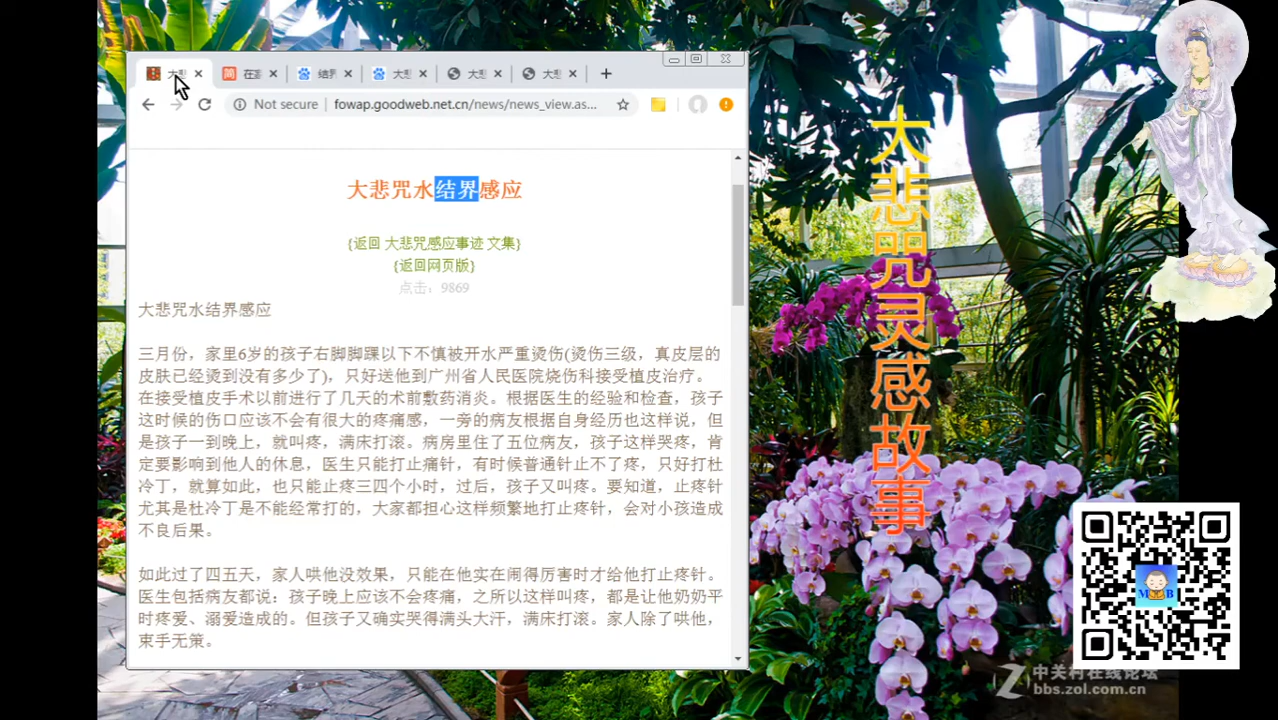 大悲
在
结界
大悲
大悲
大悲
Not secure | fowap.goodweb.net.cn/news/news_view.as...
大悲咒水结界感应
{返回 大悲咒感应事迹 文集}
{返回网页版}
点击：9869
大悲咒水结界感应
三月份，家里6岁的孩子右脚脚踝以下不慎被开水严重烫伤(烫伤三级，真皮层的
皮肤已经烫到没有多少了)，只好送他到广州省人民医院烧伤科接受植皮治疗。
在接受植皮手术以前进行了几天的术前敷药消炎。根据医生的经验和检查，孩子
这时候的伤口应该不会有很大的疼痛感，一旁的病友根据自身经历也这样说，但
是孩子一到晚上，就叫疼，满床打滚。病房里住了五位病友，孩子这样哭疼，肯
定要影响到他人的休息，医生只能打止痛针，有时候普通针止不了疼，只好打杜
冷丁，就算如此，也只能止疼三四个小时，过后，孩子又叫疼。要知道，止疼针
尤其是杜冷丁是不能经常打的，大家都担心这样频繁地打止疼针，会对小孩造成
不良后果。
如此过了四五天，家人哄他没效果，只能在他实在闹得厉害时才给他打止疼针。
医生包括病友都说：孩子晚上应该不会疼痛，之所以这样叫疼，都是让他奶奶平
时疼爱、溺爱造成的。但孩子又确实哭得满头大汗，满床打滚。家人除了哄他，
束手无策。
大悲咒灵感故事
M B
中关村在线论坛
bbs.zol.com.cn